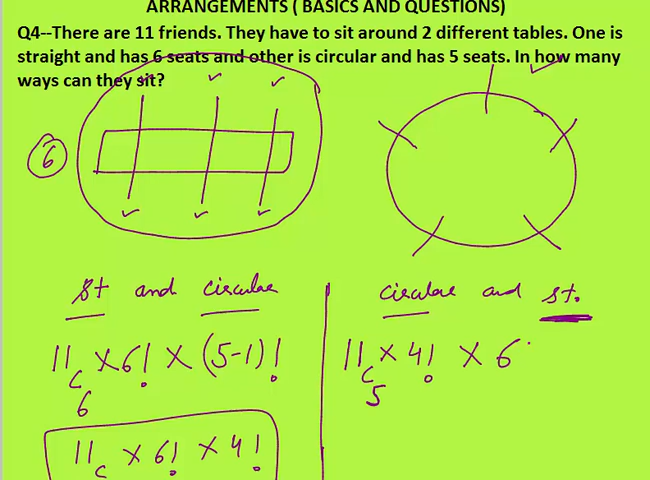 ARRANGEMENTS ( BASICS AND QUESTIONS)
Q4--There are 11 friends. They have to sit around 2 different tables. One is
straight and has 6 seats and other is circular and has 5 seats. In how many
ways can they sit?
6
St and circular
circular and st.
11C6 × 6! × (5-1)!
11C5 × 4! × 6
11C × 6! × 4!